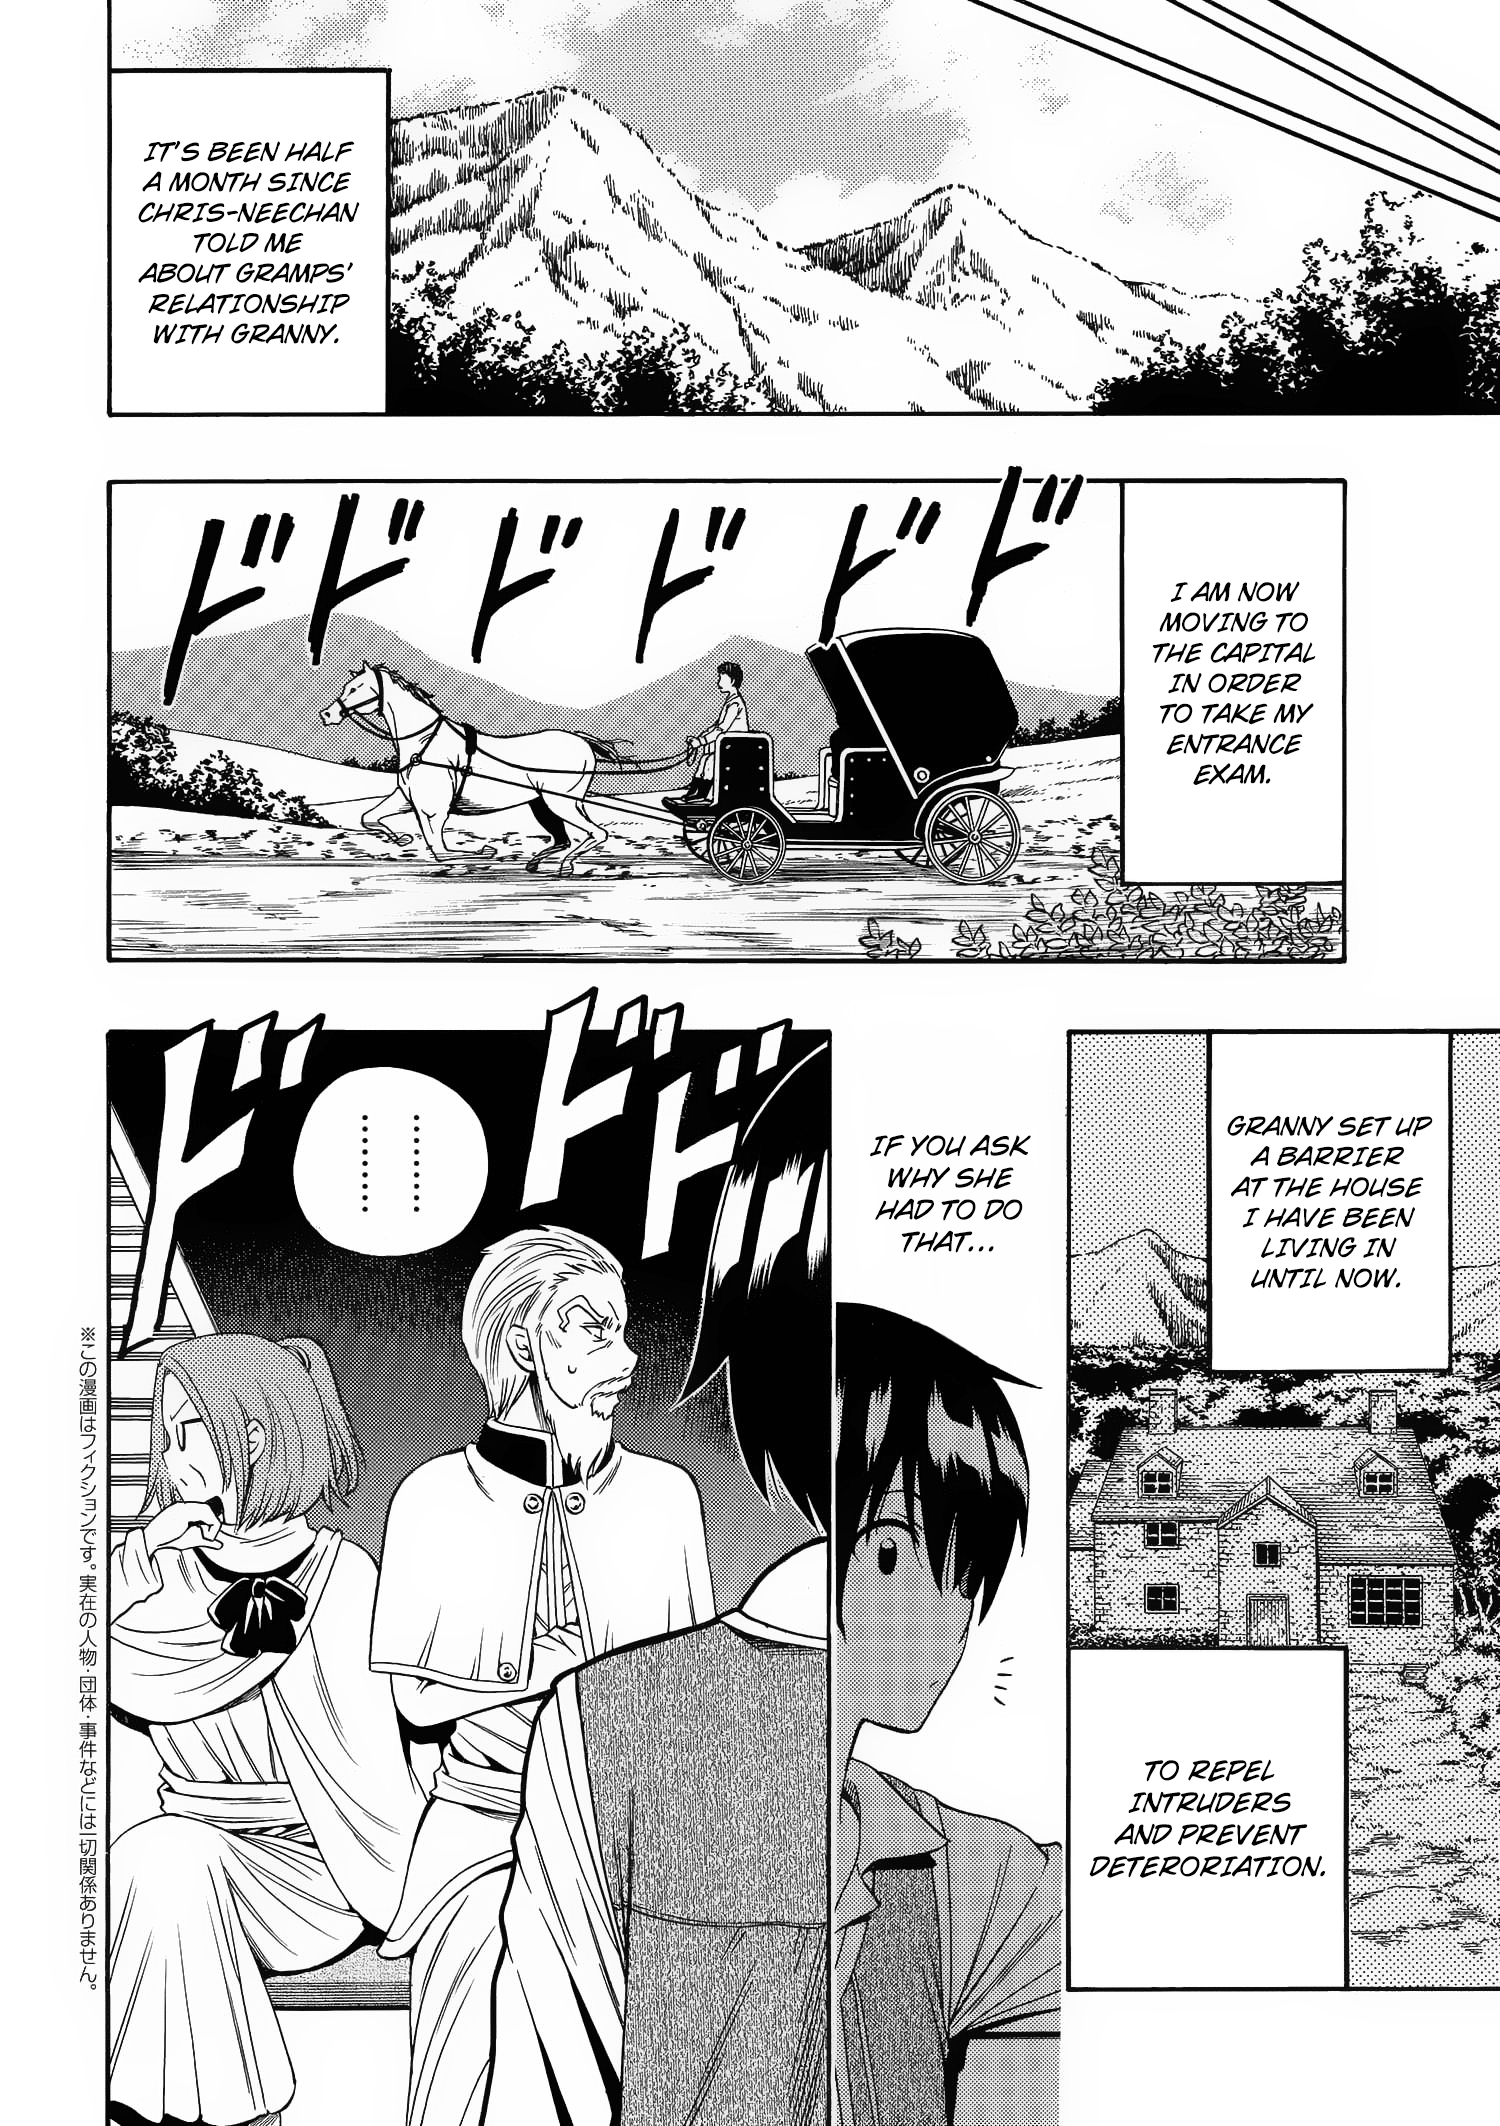 IT'S BEEN HALF
A MONTH SINCE
CHRIS-NEECHAN
TOLD ME
ABOUT GRAMPS'
RELATIONSHIP
WITH GRANNY.
ドドドドドド
I AM NOW
MOVING TO
THE CAPITAL
IN ORDER
TO TAKE MY
ENTRANCE
EXAM.
GRANNY SET UP
A BARRIER
AT THE HOUSE
I HAVE BEEN
LIVING IN
UNTIL NOW.
TO REPEL
INTRUDERS
AND PREVENT
DETERORIATION.
IF YOU ASK
WHY SHE
HAD TO DO
THAT...
ドドドド
………
………
※この漫画はフィクションです。実在の人物・団体・事件などには一切関係ありません。